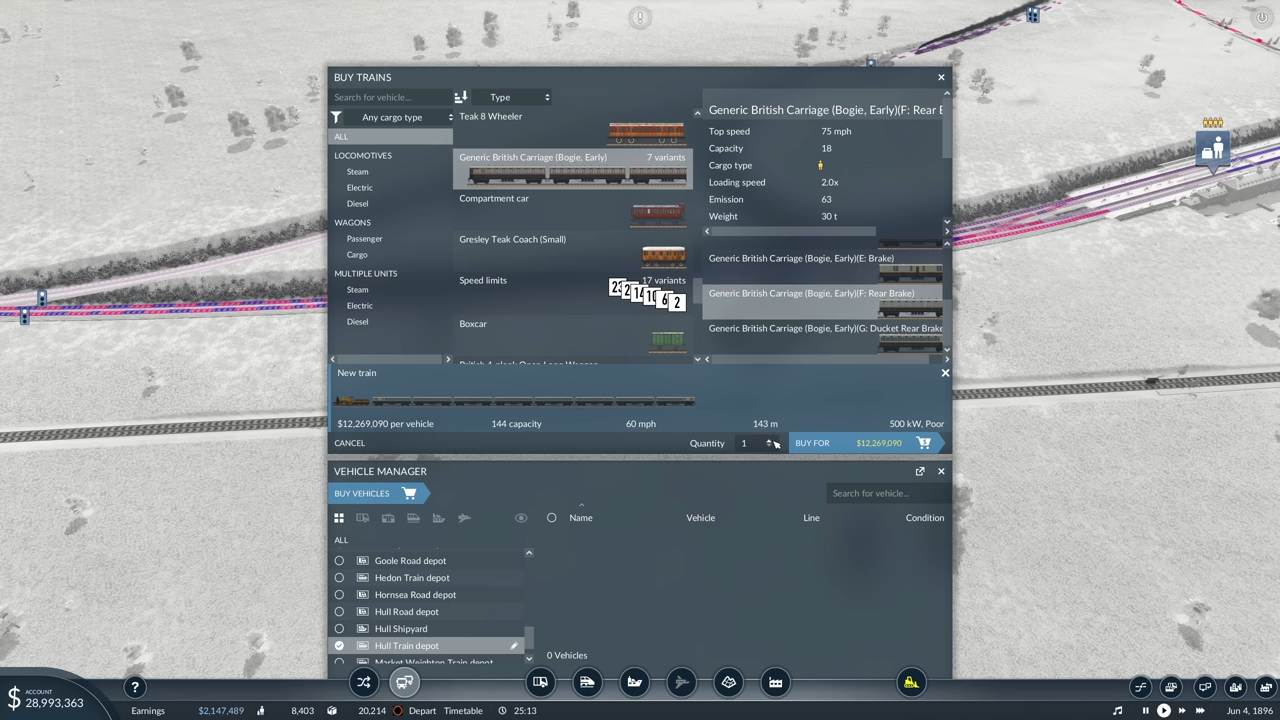 BUY TRAINS
Search for vehicle...
Type
Any cargo type
ALL
LOCOMOTIVES
Steam
Electric
Diesel
WAGONS
Passenger
Cargo
MULTIPLE UNITS
Steam
Electric
Diesel
Teak 8 Wheeler
Generic British Carriage (Bogie, Early) 7 variants
Compartment car
Gresley Teak Coach (Small)
Speed limits 17 variants
Boxcar
Generic British Carriage (Bogie, Early)(F: Rear B
Top speed 75 mph
Capacity 18
Cargo type
Loading speed 2.0x
Emission 63
Weight 30 t
Generic British Carriage (Bogie, Early)(E: Brake)
Generic British Carriage (Bogie, Early)(F: Rear Brake)
Generic British Carriage (Bogie, Early)(G: Ducket Rear Brake
New train
$12,269,090 per vehicle 144 capacity 60 mph 143 m 500 kW, Poor
CANCEL Quantity 1 BUY FOR $12,269,090
VEHICLE MANAGER
BUY VEHICLES
Search for vehicle...
Name Vehicle Line Condition
ALL
Goole Road depot
Hedon Train depot
Hornsea Road depot
Hull Road depot
Hull Shipyard
Hull Train depot
Market Weighton Train depot
0 Vehicles
ACCOUNT
$ 28,993,363
?
Earnings $2,147,489 8,403 20,214 Depart Timetable 25:13 Jun 4, 1896